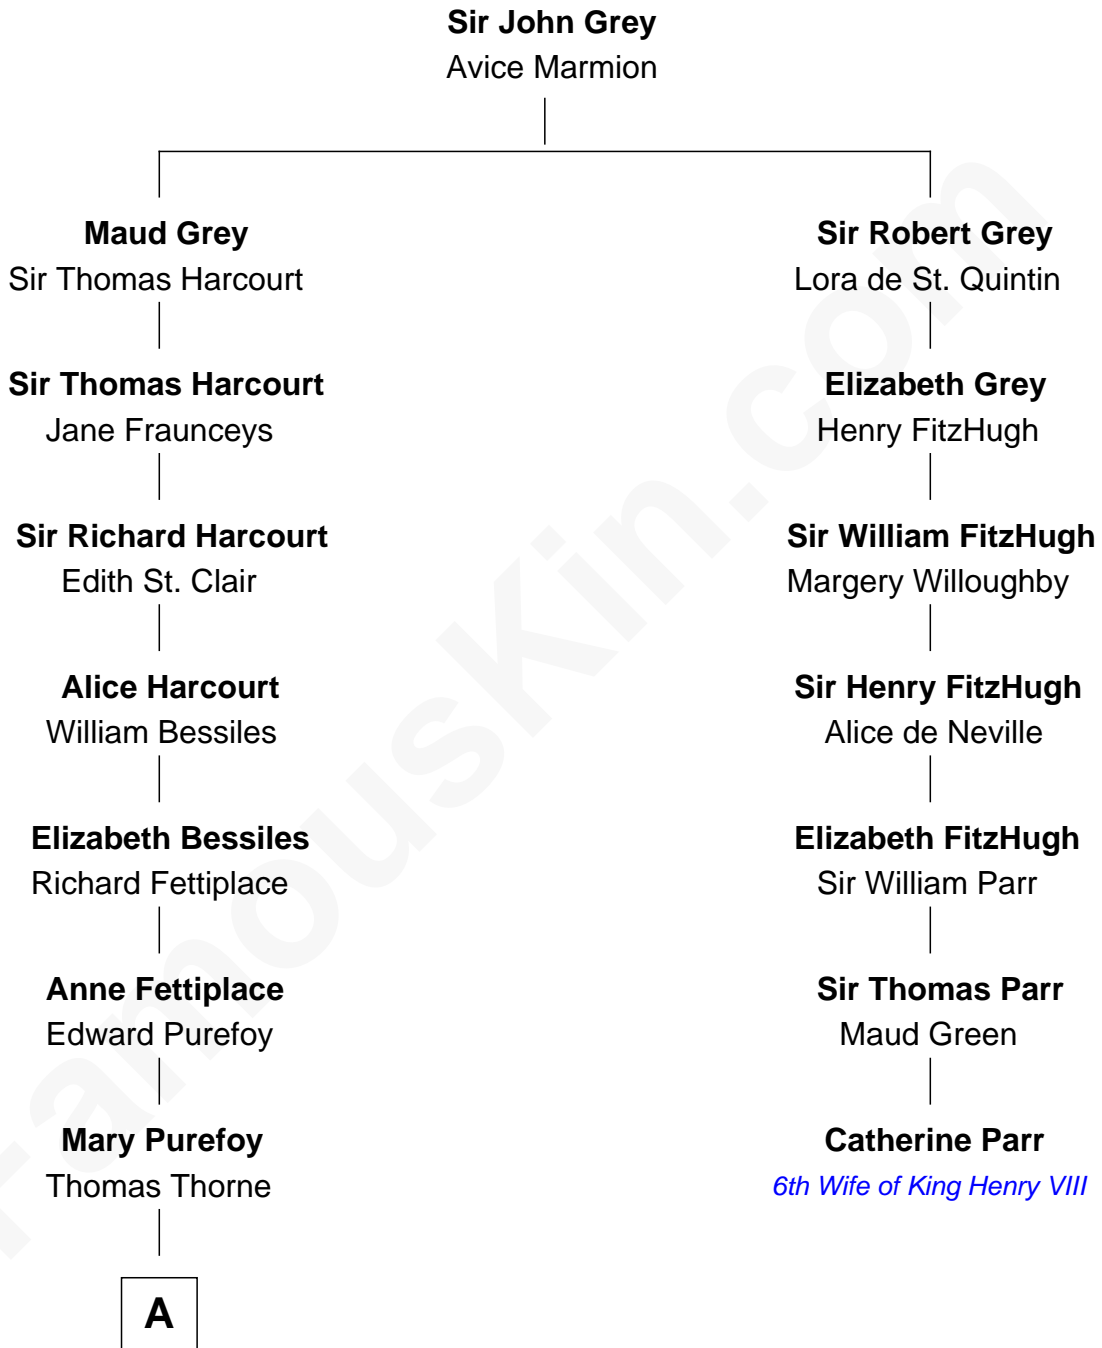 Sir John Grey
Avice Marmion
Maud Grey
Sir Thomas Harcourt
Sir Robert Grey
Lora de St. Quintin
Sir Thomas Harcourt
Jane Fraunceys
Elizabeth Grey
Henry FitzHugh
Sir Richard Harcourt
Edith St. Clair
Sir William FitzHugh
Margery Willoughby
Alice Harcourt
William Bessiles
Sir Henry FitzHugh
Alice de Neville
Elizabeth Bessiles
Richard Fettiplace
Elizabeth FitzHugh
Sir William Parr
Anne Fettiplace
Edward Purefoy
Sir Thomas Parr
Maud Green
Mary Purefoy
Thomas Thorne
Catherine Parr
6th Wife of King Henry VIII
A
FamousKin.com